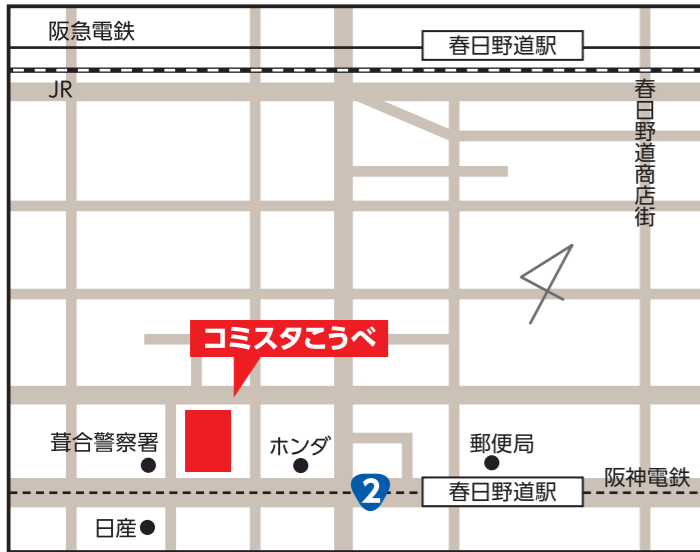 阪急電鉄
春日野道駅
JR
春日野道商店街
コミスタこうべ
葺合警察署
ホンダ
郵便局
阪神電鉄
2
春日野道駅
日産